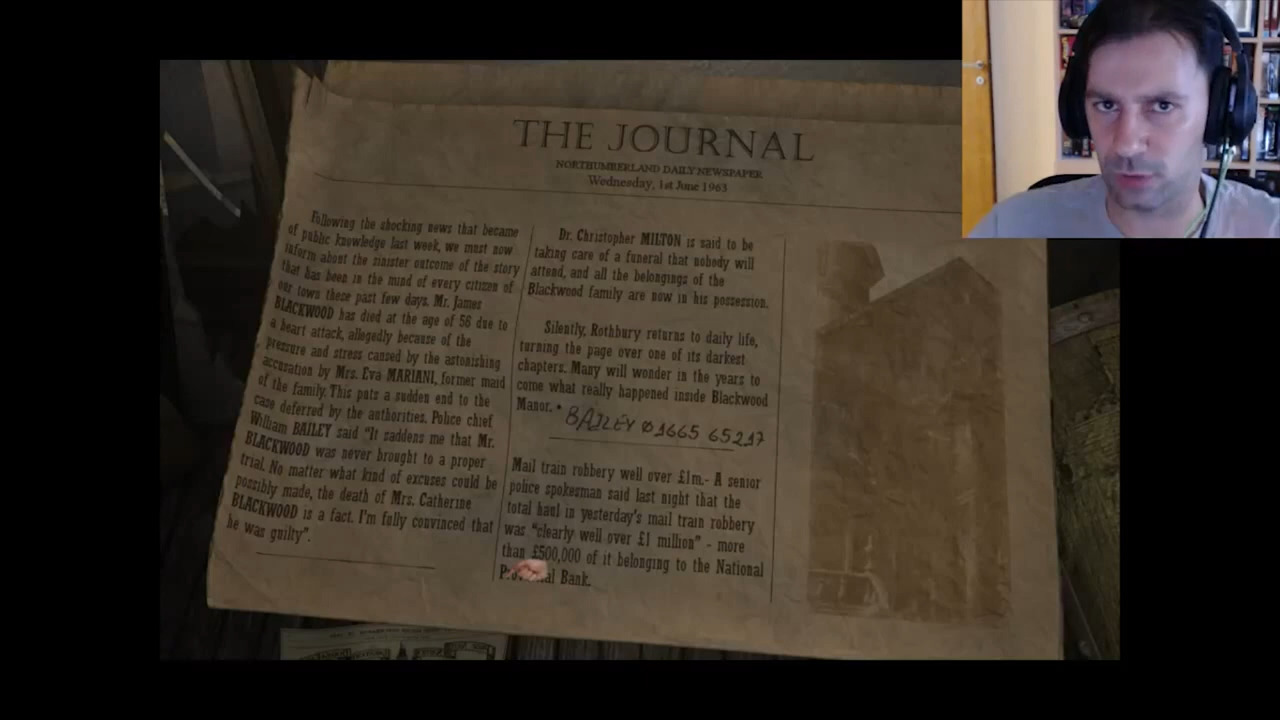 THE JOURNAL
NORTHUMBERLAND DAILY NEWSPAPER
Wednesday, 1st June 1963
Following the shocking news that became
of public knowledge last week, we must now
inform about the sinister outcome of the story
that has been in the mind of every citizen of
our town these past few days. Mr. James
BLACKWOOD has died at the age of 56 due to
a heart attack, allegedly because of the
pressure and stress caused by the astonishing
accusation by Mrs. Eva MARIANI, former maid
of the family. This puts a sudden end to the
case deferred by the authorities. Police chief
William BAILEY said "It saddens me that Mr.
BLACKWOOD was never brought to a proper
trial. No matter what kind of excuses could be
possibly made, the death of Mrs. Catherine
BLACKWOOD is a fact. I'm fully convinced that
he was guilty".
Dr. Christopher MILTON is said to be
taking care of a funeral that nobody will
attend, and all the belongings of the
Blackwood family are now in his possession.
Silently, Rothbury returns to daily life,
turning the page over one of its darkest
chapters. Many will wonder in the years to
come what really happened inside Blackwood
Manor. •
BAILEY 01665 65217
Mail train robbery well over £1m.- A senior
police spokesman said last night that the
total haul in yesterday's mail train robbery
was "clearly well over £1 million" - more
than £500,000 of it belonging to the National
Bank.